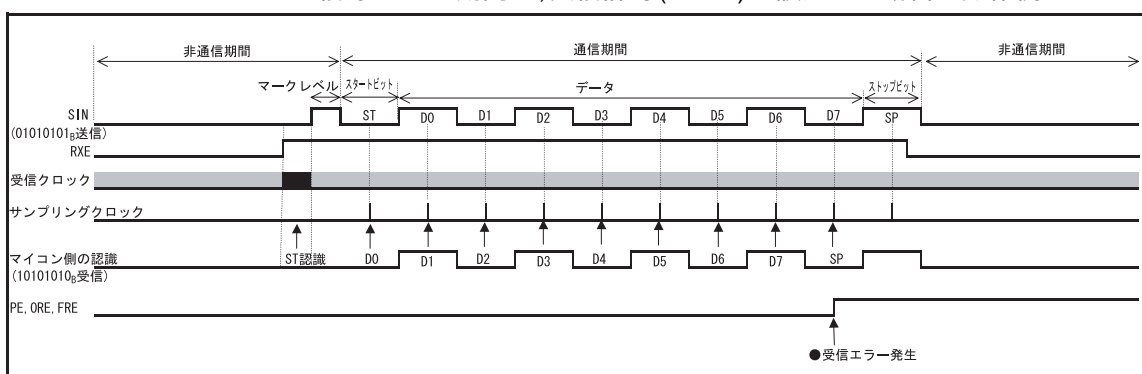 非通信期間 通信期間 非通信期間
マークレベル スタートビット データ ストップビット
SIN ST D0 D1 D2 D3 D4 D5 D6 D7 SP
(01010101B送信)
RXE
受信クロック
サンプリングクロック
マイコン側の認識 ST認識 D0 D1 D2 D3 D4 D5 D6 D7 SP
(10101010B受信)
PE, ORE, FRE
●受信エラー発生